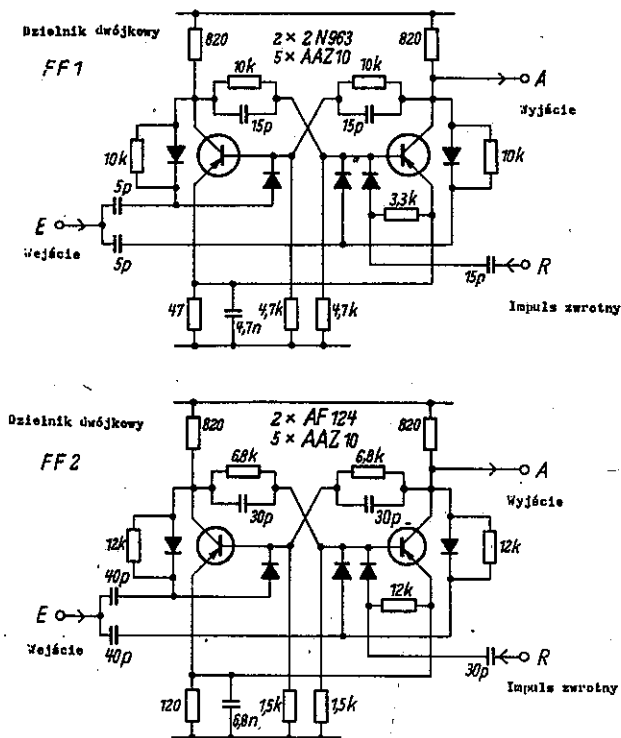 Dzielnik dwójkowy
FF1
820
2 × 2N963
5 × AAZ10
820
10k
10k
15p
15p
A
Wyjście
10k
10k
5p
E
Wejście
5p
3,3k
15p
R
Impuls zwrotny
47
4,7n
4,7k
4,7k
Dzielnik dwójkowy
FF2
820
2 × AF124
5 × AAZ10
820
6,8k
6,8k
30p
30p
A
Wyjście
12k
12k
40p
E
Wejście
40p
12k
30p
R
Impuls zwrotny
120
6,8n
1,5k
1,5k